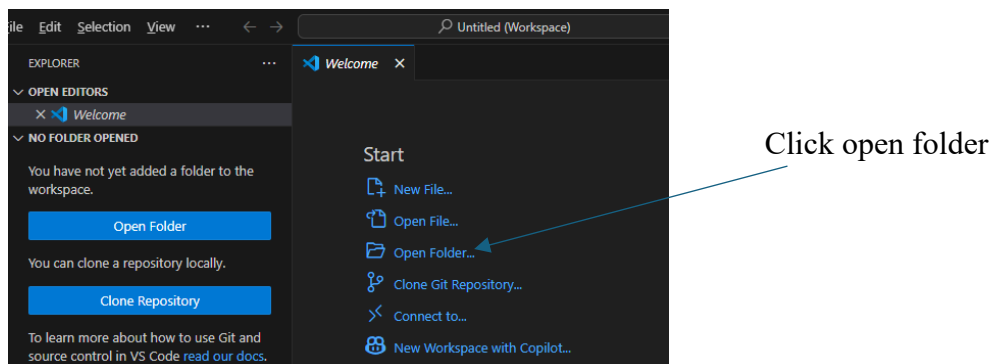 ile Edit Selection View ...
Untitled (Workspace)
EXPLORER ...
OPEN EDITORS
Welcome
NO FOLDER OPENED
You have not yet added a folder to the
workspace.
Open Folder
You can clone a repository locally.
Clone Repository
To learn more about how to use Git and
source control in VS Code read our docs.
Welcome
Start
New File...
Open File...
Open Folder...
Clone Git Repository...
Connect to...
New Workspace with Copilot...
Click open folder